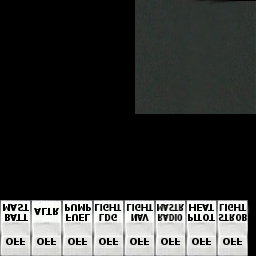 OFF OFF OFF OFF OFF OFF OFF OFF
BATT FUEL LDG NAV RADIO PITOT STROB
ALTR
MAST PUMP LIGHT LIGHT MASTR HEAT LIGHT